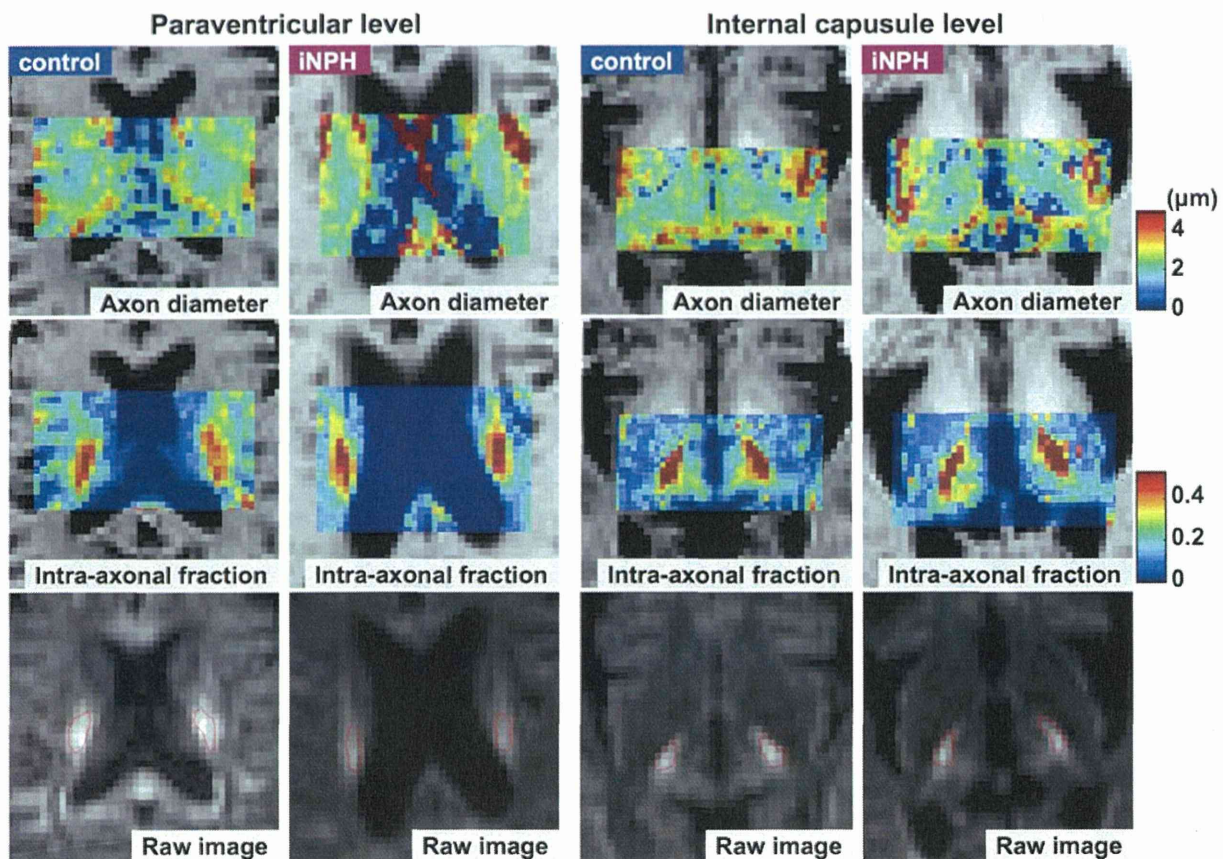 Paraventricular level
Internal capusule level
control
iNPH
control
iNPH
(μm)
4
2
0
Axon diameter
Axon diameter
Axon diameter
Axon diameter
0.4
0.2
0
Intra-axonal fraction
Intra-axonal fraction
Intra-axonal fraction
Intra-axonal fraction
Raw image
Raw image
Raw image
Raw image